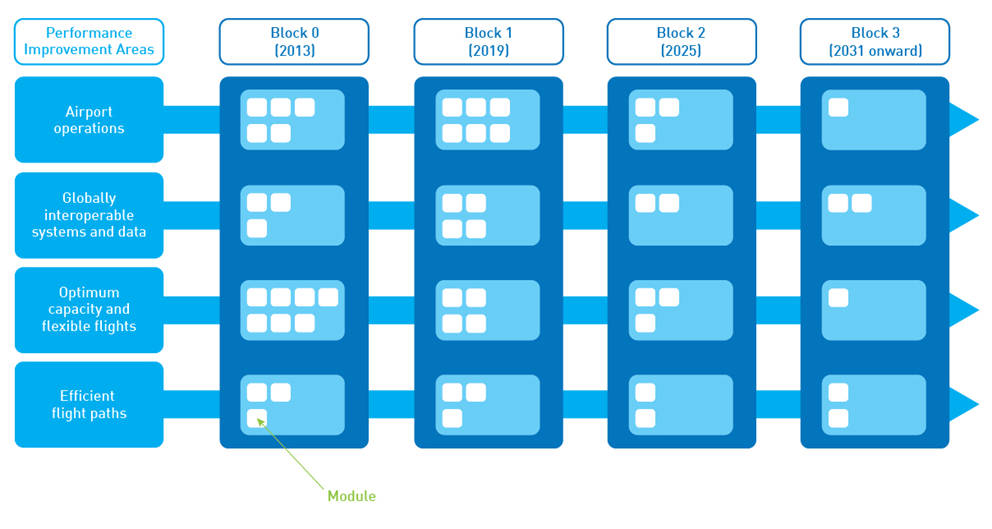 Performance
Improvement Areas
Block 0
(2013)
Block 1
(2019)
Block 2
(2025)
Block 3
(2031 onward)
Airport
operations
Globally
interoperable
systems and data
Optimum
capacity and
flexible flights
Efficient
flight paths
Module